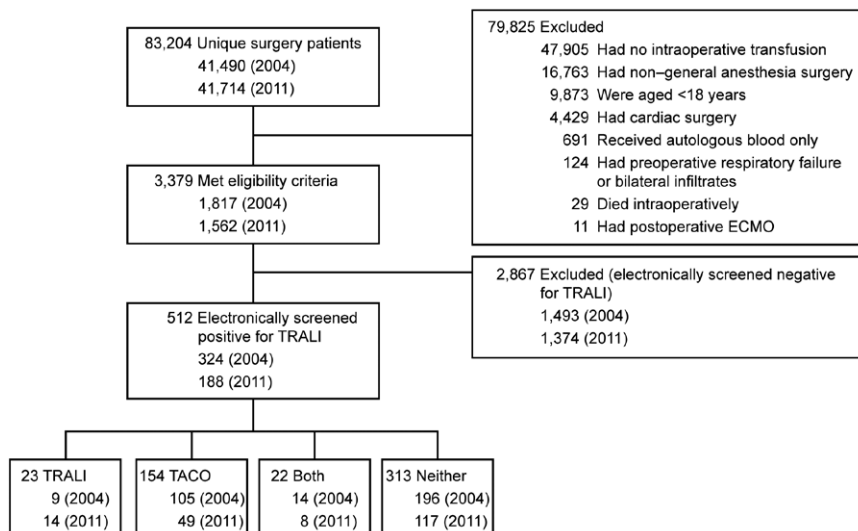 83,204 Unique surgery patients
41,490 (2004)
41,714 (2011)
79,825 Excluded
47,905 Had no intraoperative transfusion
16,763 Had non–general anesthesia surgery
9,873 Were aged <18 years
4,429 Had cardiac surgery
691 Received autologous blood only
124 Had preoperative respiratory failure
or bilateral infiltrates
29 Died intraoperatively
11 Had postoperative ECMO
3,379 Met eligibility criteria
1,817 (2004)
1,562 (2011)
2,867 Excluded (electronically screened negative
for TRALI)
1,493 (2004)
1,374 (2011)
512 Electronically screened
positive for TRALI
324 (2004)
188 (2011)
23 TRALI
9 (2004)
14 (2011)
154 TACO
105 (2004)
49 (2011)
22 Both
14 (2004)
8 (2011)
313 Neither
196 (2004)
117 (2011)